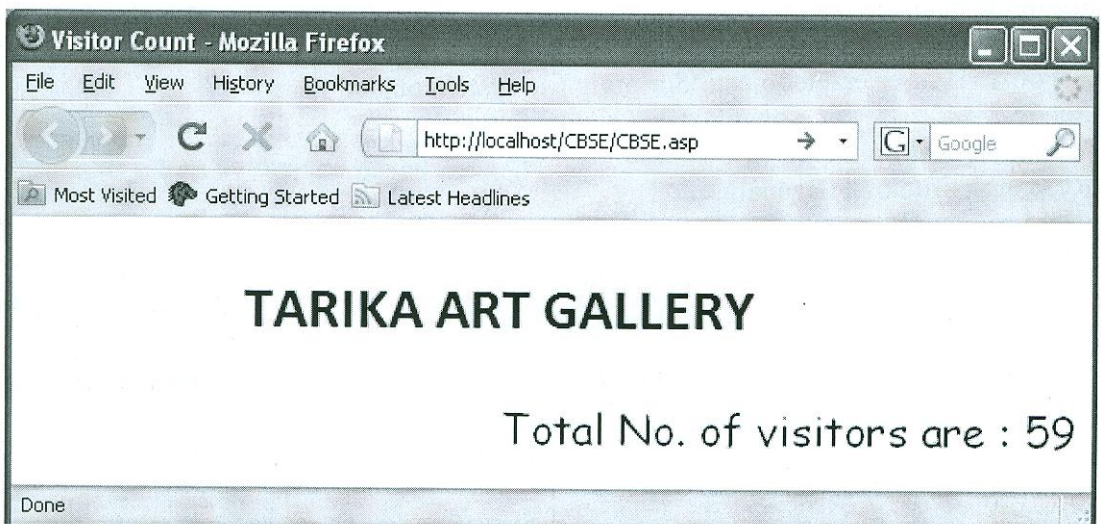 Visitor Count - Mozilla Firefox
File Edit View History Bookmarks Tools Help
http://localhost/CBSE/CBSE.asp G Google
Most Visited Getting Started Latest Headlines
TARIKA ART GALLERY
Total No. of visitors are : 59
Done